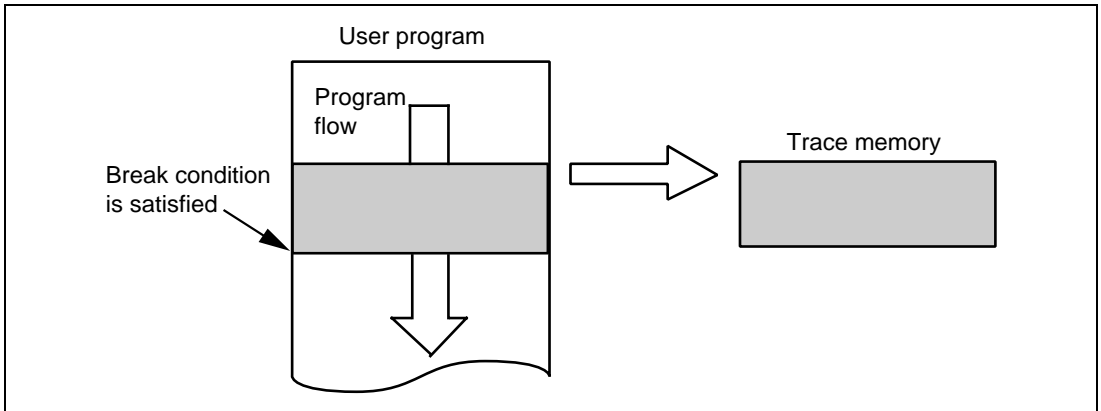 User program
Program
flow
Trace memory
Break condition
is satisfied